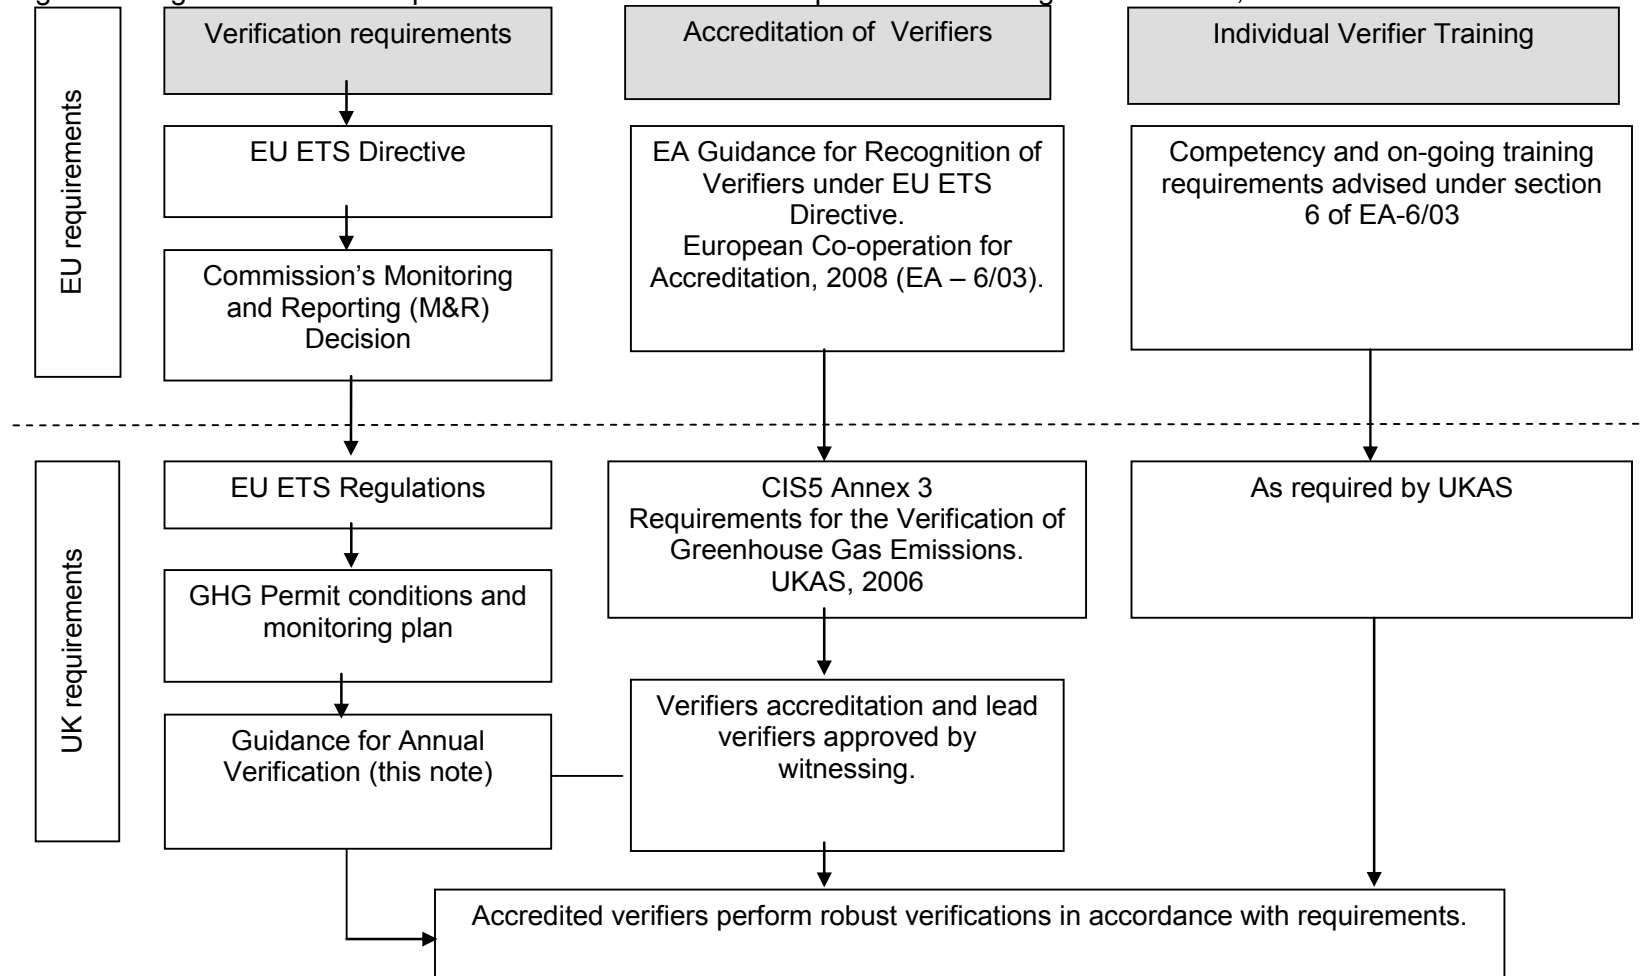 Verification requirements
Accreditation of Verifiers
Individual Verifier Training
EU requirements
EU ETS Directive
Commission's Monitoring
and Reporting (M&R)
Decision
EA Guidance for Recognition of
Verifiers under EU ETS
Directive.
European Co-operation for
Accreditation, 2008 (EA – 6/03).
Competency and on-going training
requirements advised under section
6 of EA-6/03
UK requirements
EU ETS Regulations
GHG Permit conditions and
monitoring plan
Guidance for Annual
Verification (this note)
CIS5 Annex 3
Requirements for the Verification of
Greenhouse Gas Emissions.
UKAS, 2006
Verifiers accreditation and lead
verifiers approved by
witnessing.
As required by UKAS
Accredited verifiers perform robust verifications in accordance with requirements.